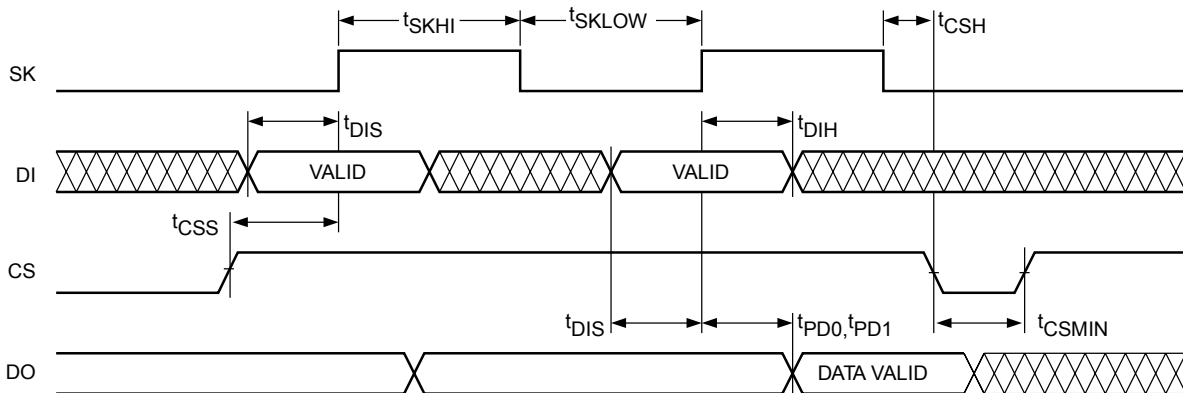 tSKHI tSKLOW tCSH
SK
tDIS tDIH
DI VALID VALID
tCSS
CS
tDIS tPD0,tPD1 tCSMIN
DO DATA VALID